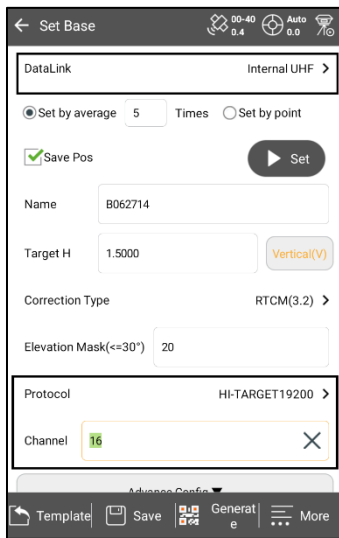 Set Base 00-40 Auto
0.4 0.0
DataLink Internal UHF >
Set by average 5 Times Set by point
Save Pos Set
Name B062714
Target H 1.5000 Vertical(V)
Correction Type RTCM(3.2) >
Elevation Mask(<=30°) 20
Protocol HI-TARGET19200 >
Channel 16
Advance Config ▼
Template Save Generat More
e